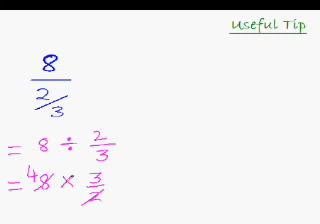 Useful Tip
8
2/3
= 8 ÷ 2/3
= 4 8 × 3/2